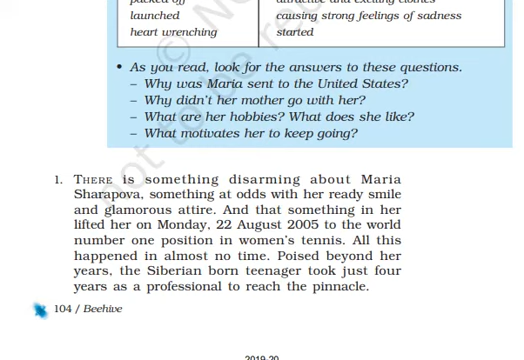 packed off
attractive and exciting clothes
launched
causing strong feelings of sadness
heart wrenching
started
• As you read, look for the answers to these questions.
– Why was Maria sent to the United States?
– Why didn't her mother go with her?
– What are her hobbies? What does she like?
– What motivates her to keep going?
1. THERE is something disarming about Maria
Sharapova, something at odds with her ready smile
and glamorous attire. And that something in her
lifted her on Monday, 22 August 2005 to the world
number one position in women's tennis. All this
happened in almost no time. Poised beyond her
years, the Siberian born teenager took just four
years as a professional to reach the pinnacle.
104 / Beehive
2019-20